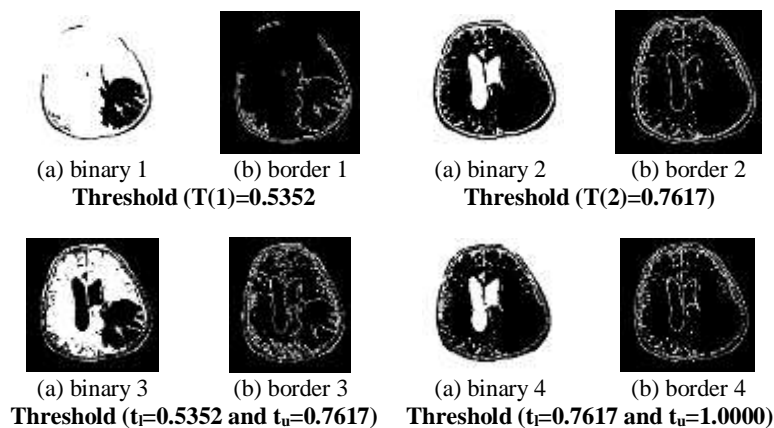 (a) binary 1 (b) border 1 (a) binary 2 (b) border 2
Threshold (T(1)=0.5352 Threshold (T(2)=0.7617)
(a) binary 3 (b) border 3 (a) binary 4 (b) border 4
Threshold (tl=0.5352 and tu=0.7617) Threshold (tl=0.7617 and tu=1.0000)